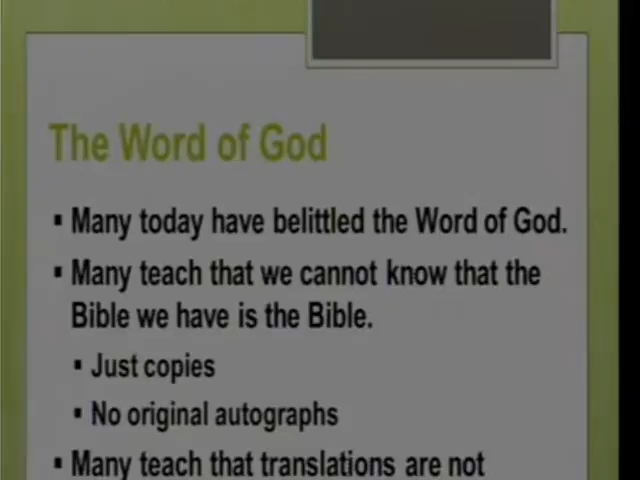 The Word of God
▪ Many today have belittled the Word of God.
▪ Many teach that we cannot know that the
Bible we have is the Bible.
▪ Just copies
▪ No original autographs
▪ Many teach that translations are not